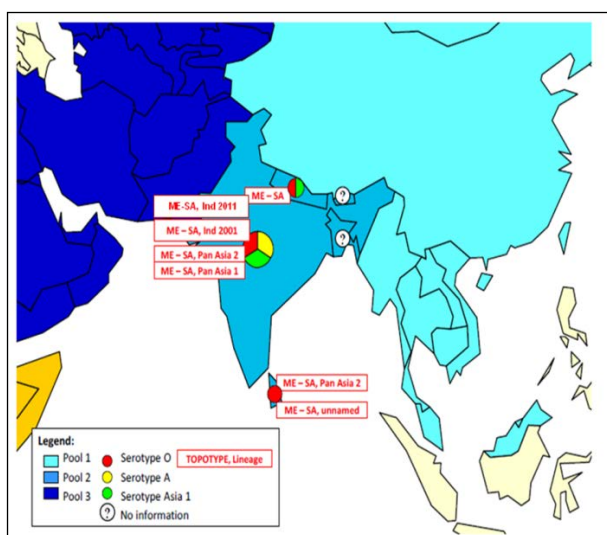 ME – SA
ME-SA, Ind 2011
?
ME – SA, Ind 2001
?
ME – SA, Pan Asia 2
ME – SA, Pan Asia 1
ME – SA, Pan Asia 2
ME – SA, unnamed
Legend:
Pool 1
Serotype O
TOPOTYPE, Lineage
Pool 2
Serotype A
Pool 3
Serotype Asia 1
?
No information